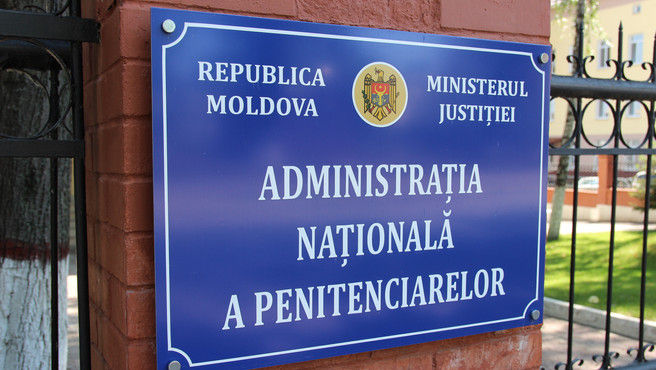 REPUBLICA
MOLDOVA
MINISTERUL
JUSTIȚIEI
ADMINISTRAȚIA
NAȚIONALĂ
A PENITENCIARELOR